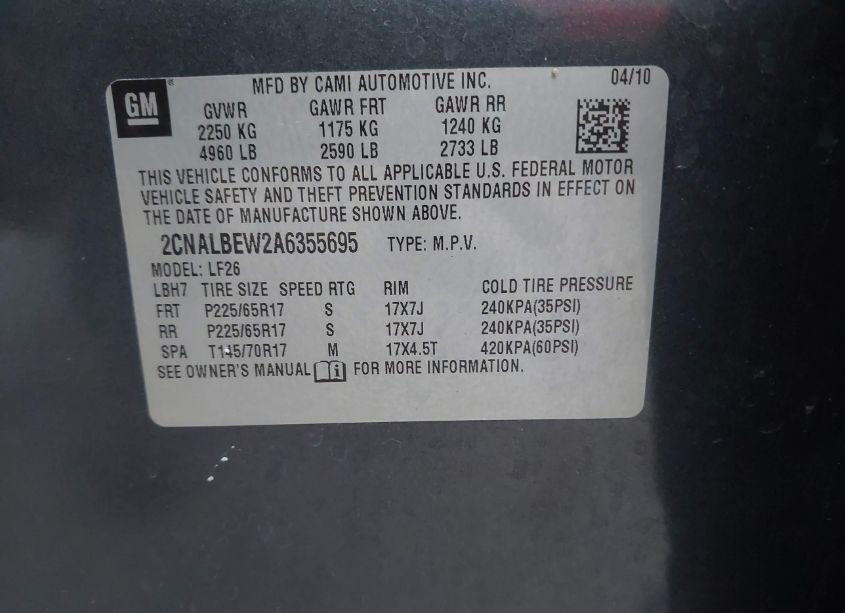 GM ® MFD BY CAMI AUTOMOTIVE INC. 04/10
GVWR GAWR FRT GAWR RR
2250 KG 1175 KG 1240 KG
4960 LB 2590 LB 2733 LB
THIS VEHICLE CONFORMS TO ALL APPLICABLE U.S. FEDERAL MOTOR
VEHICLE SAFETY AND THEFT PREVENTION STANDARDS IN EFFECT ON
THE DATE OF MANUFACTURE SHOWN ABOVE.
2CNALBEW2A6355695 TYPE: M.P.V.
MODEL: LF26
LBH7 TIRE SIZE SPEED RTG RIM COLD TIRE PRESSURE
FRT P225/65R17 S 17X7J 240KPA(35PSI)
RR P225/65R17 S 17X7J 240KPA(35PSI)
SPA T145/70R17 M 17X4.5T 420KPA(60PSI)
SEE OWNER'S MANUAL i FOR MORE INFORMATION.